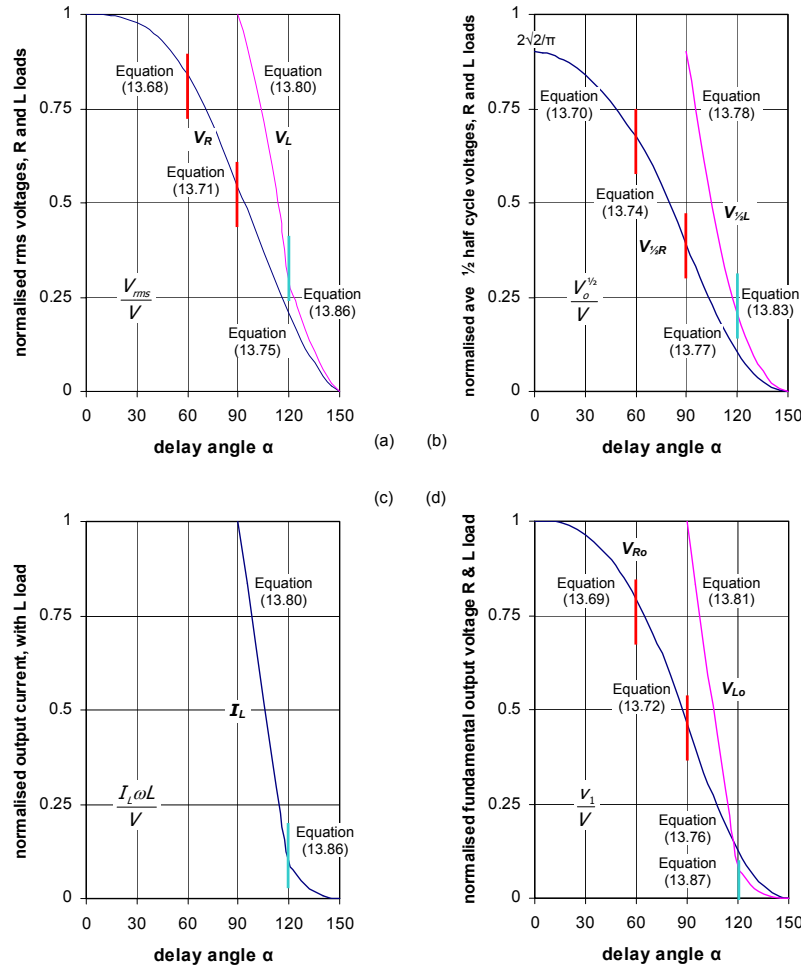 normalised rms voltages, R and L loads
1
0.75
0.5
0.25
0
Equation
(13.68)
Equation
(13.80)
V_R
V_L
Equation
(13.71)
V_rms
V
Equation
(13.86)
Equation
(13.75)
0 30 60 90 120 150
delay angle α
(a)
normalised ave ½ half cycle voltages, R and L loads
1
2√2/π
0.75
0.5
0.25
0
Equation
(13.70)
Equation
(13.78)
Equation
(13.74)
V_½L
V_½R
V_o^½
V
Equation
(13.83)
Equation
(13.77)
0 30 60 90 120 150
delay angle α
(b)
(c)
normalised output current, with L load
1
0.75
0.5
0.25
0
Equation
(13.80)
I_L
I_L ωL
V
Equation
(13.86)
0 30 60 90 120 150
delay angle α
(d)
normalised fundamental output voltage R & L load
1
0.75
0.5
0.25
0
V_Ro
Equation
(13.69)
Equation
(13.81)
Equation
(13.72)
V_Lo
v_1
V
Equation
(13.76)
Equation
(13.87)
0 30 60 90 120 150
delay angle α